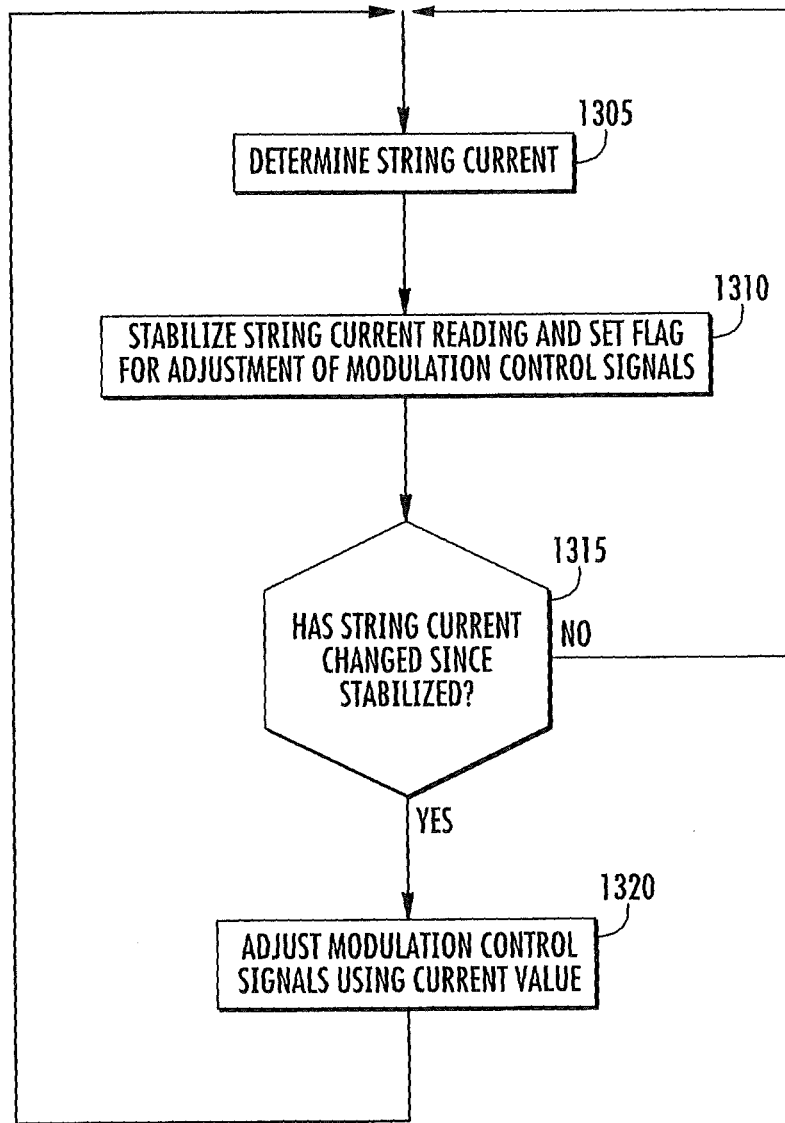 1305
DETERMINE STRING CURRENT
1310
STABILIZE STRING CURRENT READING AND SET FLAG
FOR ADJUSTMENT OF MODULATION CONTROL SIGNALS
1315
HAS STRING CURRENT
CHANGED SINCE
STABILIZED?
NO
YES
1320
ADJUST MODULATION CONTROL
SIGNALS USING CURRENT VALUE